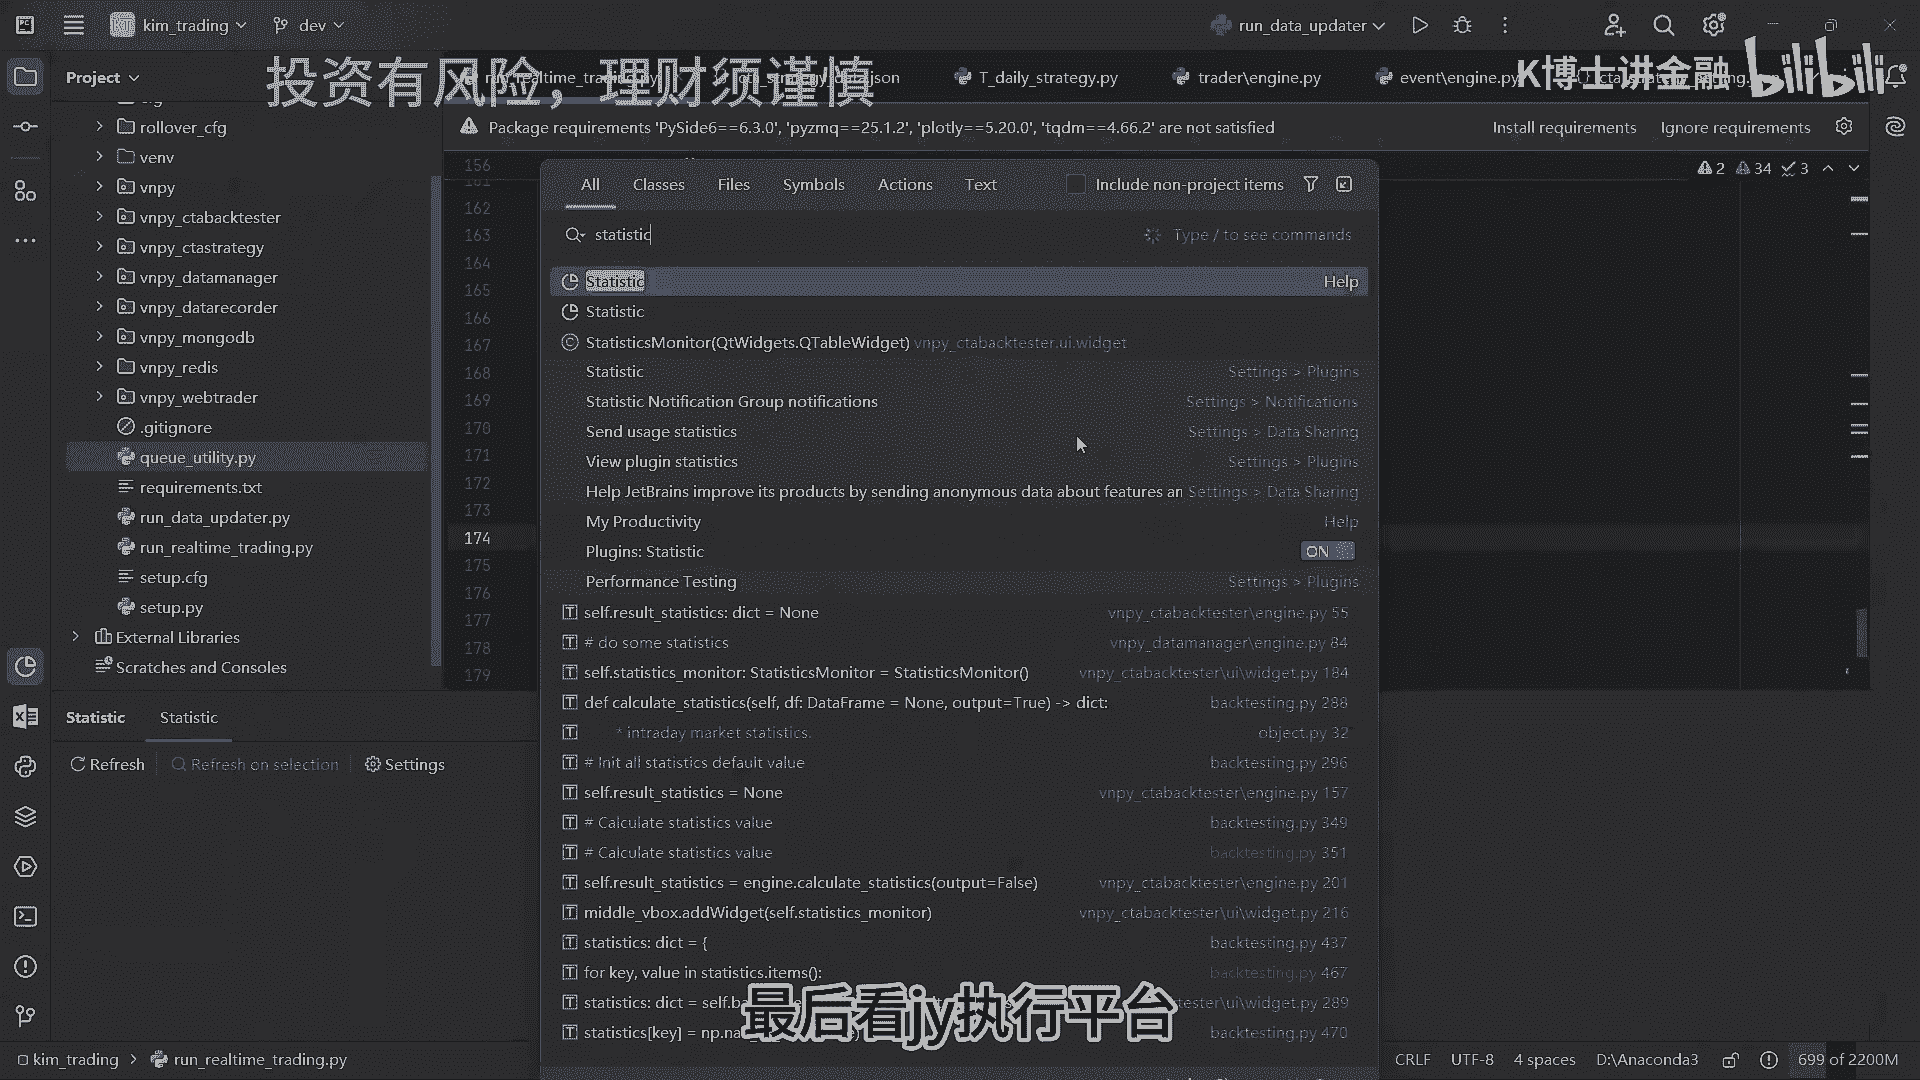 kim_trading
dev
run_data_updater
Project
投资有风险，理财须谨慎
T_daily_strategy.py
trader\engine.py
event\engine.py
K博士讲金融
bilibili
Package requirements 'PySide6==6.3.0', 'pyzmq==25.1.2', 'plotly==5.20.0', 'tqdm==4.66.2' are not satisfied
Install requirements
Ignore requirements
rollover_cfg
venv
vnpy
vnpy_ctabacktester
vnpy_ctastrategy
vnpy_datamanager
vnpy_datarecorder
vnpy_mongodb
vnpy_redis
vnpy_webtrader
.gitignore
queue_utility.py
requirements.txt
run_data_updater.py
run_realtime_trading.py
setup.cfg
setup.py
External Libraries
Scratches and Consoles
156
162
163
164
165
166
167
168
169
170
171
172
173
174
175
176
177
178
179
2 34 3
All Classes Files Symbols Actions Text
Include non-project items
statistic
Type / to see commands
Statistic Help
Statistic
StatisticsMonitor(QtWidgets.QTableWidget) vnpy_ctabacktester.ui.widget
Statistic Settings > Plugins
Statistic Notification Group notifications Settings > Notifications
Send usage statistics Settings > Data Sharing
View plugin statistics Settings > Plugins
Help JetBrains improve its products by sending anonymous data about features an Settings > Data Sharing
My Productivity Help
Plugins: Statistic ON
Performance Testing Settings > Plugins
self.result_statistics: dict = None vnpy_ctabacktester\engine.py 55
# do some statistics vnpy_datamanager\engine.py 84
self.statistics_monitor: StatisticsMonitor = StatisticsMonitor() vnpy_ctabacktester\ui\widget.py 184
def calculate_statistics(self, df: DataFrame = None, output=True) -> dict: backtesting.py 288
* intraday market statistics. object.py 32
# Init all statistics default value backtesting.py 296
self.result_statistics = None vnpy_ctabacktester\engine.py 157
# Calculate statistics value backtesting.py 349
# Calculate statistics value backtesting.py 351
self.result_statistics = engine.calculate_statistics(output=False) vnpy_ctabacktester\engine.py 201
middle_vbox.addWidget(self.statistics_monitor) vnpy_ctabacktester\ui\widget.py 216
statistics: dict = { backtesting.py 437
for key, value in statistics.items(): backtesting.py 467
statistics: dict = self.ba
289
statistics[key] = np.na
backtesting.py 470
最后看jy执行平台
Statistic Statistic
Refresh
Refresh on selection
Settings
kim_trading > run_realtime_trading.py
CRLF UTF-8 4 spaces D:\Anaconda3 699 of 2200M